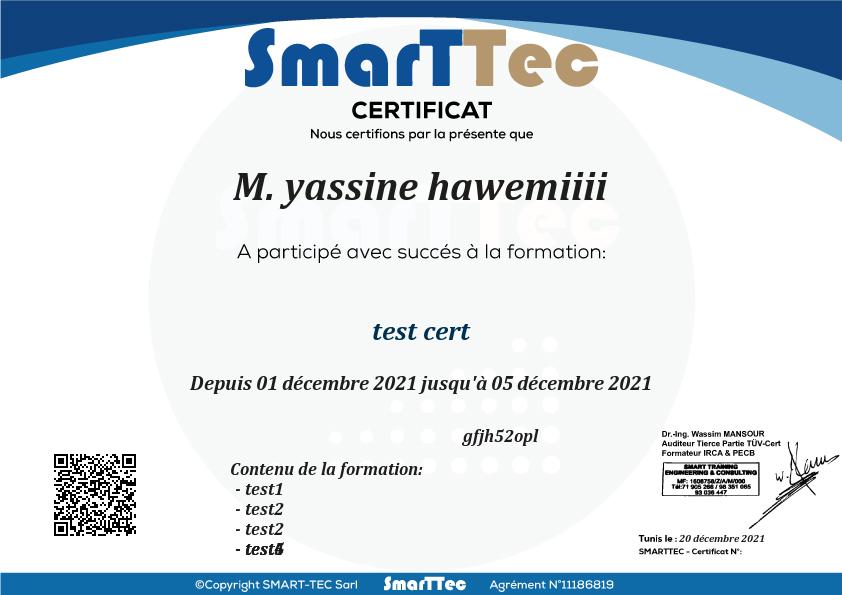 SmarTTec
CERTIFICAT
Nous certifions par la présente que
M. yassine hawemiiii
SmarTTec
A participé avec succés à la formation:
test cert
Depuis 01 décembre 2021 jusqu'à 05 décembre 2021
gfjh52opl
Contenu de la formation:
- test1
- test2
- test2
Dr.-Ing. Wassim MANSOUR
Auditeur Tierce Partie TÜV-Cert
Formateur IRCA & PECB
SMART TRAINING
ENGINEERING & CONSULTING
MF: 1608758/Z/A/M/000
Tél:71 905 266 / 98 351 065
93 036 447
Tunis le : 20 décembre 2021
SMARTTEC - Certificat N°:
©Copyright SMART-TEC Sarl
SmarTTec
Agrément N°11186819